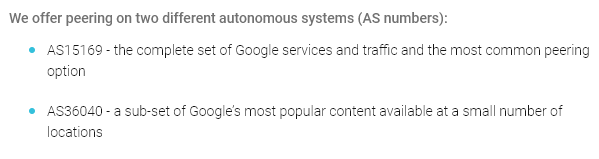 We offer peering on two different autonomous systems (AS numbers):
AS15169 - the complete set of Google services and traffic and the most common peering
option
AS36040 - a sub-set of Google's most popular content available at a small number of
locations